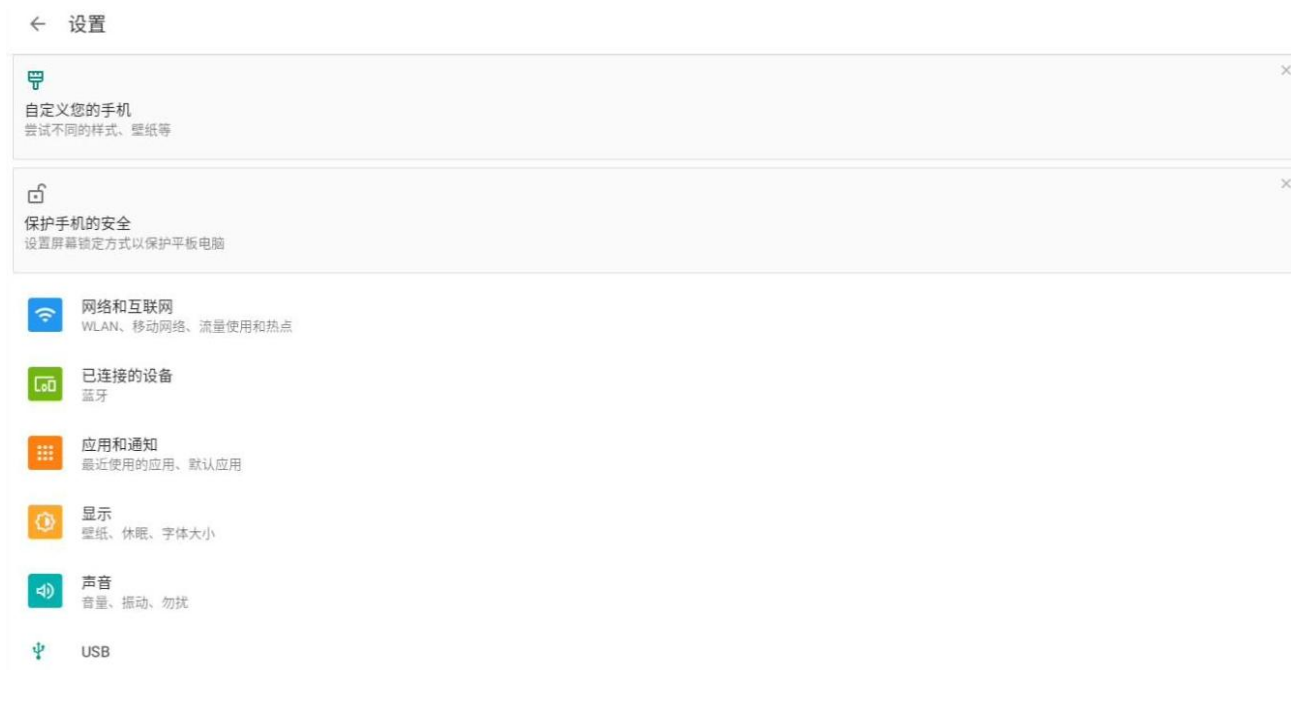 设置
自定义您的手机
尝试不同的样式、壁纸等
保护手机的安全
设置屏幕锁定方式以保护平板电脑
网络和互联网
WLAN、移动网络、流量使用和热点
已连接的设备
蓝牙
应用和通知
最近使用的应用、默认应用
显示
壁纸、休眠、字体大小
声音
音量、振动、勿扰
USB